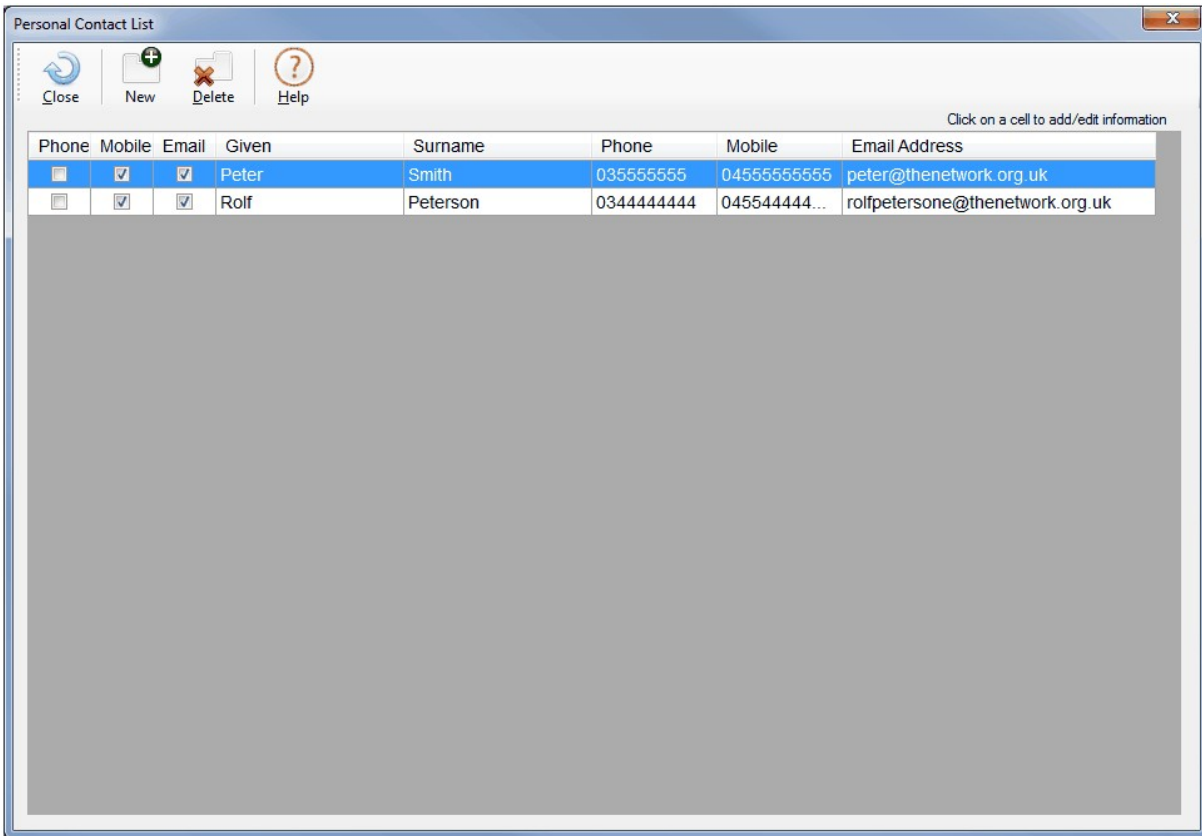 Personal Contact List
Close New Delete Help
Click on a cell to add/edit information
Phone Mobile Email Given Surname Phone Mobile Email Address
Peter Smith 035555555 04555555555 peter@thenetwork.org.uk
Rolf Peterson 0344444444 045544444... rolfpetersone@thenetwork.org.uk